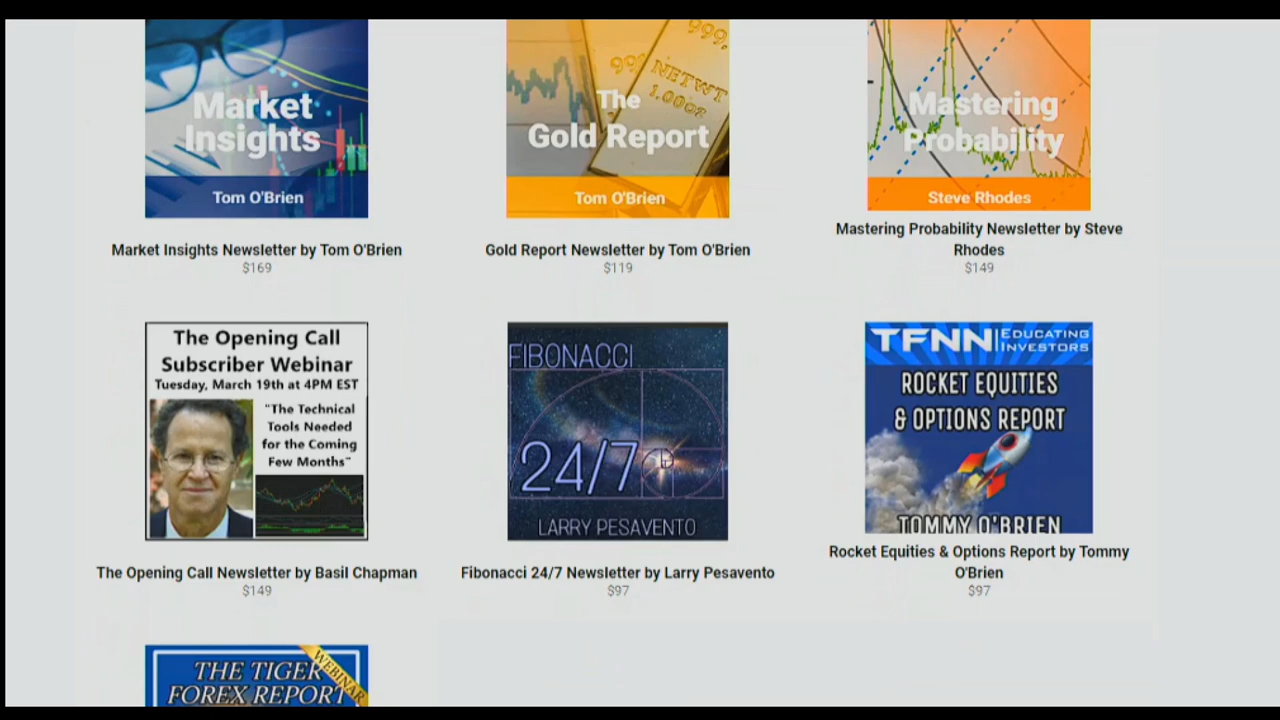 Market
Insights
Tom O'Brien
Market Insights Newsletter by Tom O'Brien
$169
999,
99
NETWT
1.00oz
The
Gold Report
Tom O'Brien
Gold Report Newsletter by Tom O'Brien
$119
Mastering
Probability
Steve Rhodes
Mastering Probability Newsletter by Steve
Rhodes
$149
The Opening Call
Subscriber Webinar
Tuesday, March 19th at 4PM EST
"The Technical
Tools Needed
for the Coming
Few Months"
The Opening Call Newsletter by Basil Chapman
$149
FIBONACCI
24/7
LARRY PESAVENTO
Fibonacci 24/7 Newsletter by Larry Pesavento
$97
TFNN EDUCATING
INVESTORS
ROCKET EQUITIES
& OPTIONS REPORT
TOMMY O'BRIEN
Rocket Equities & Options Report by Tommy
O'Brien
$97
THE TIGER
FOREX REPORT
WEBINAR